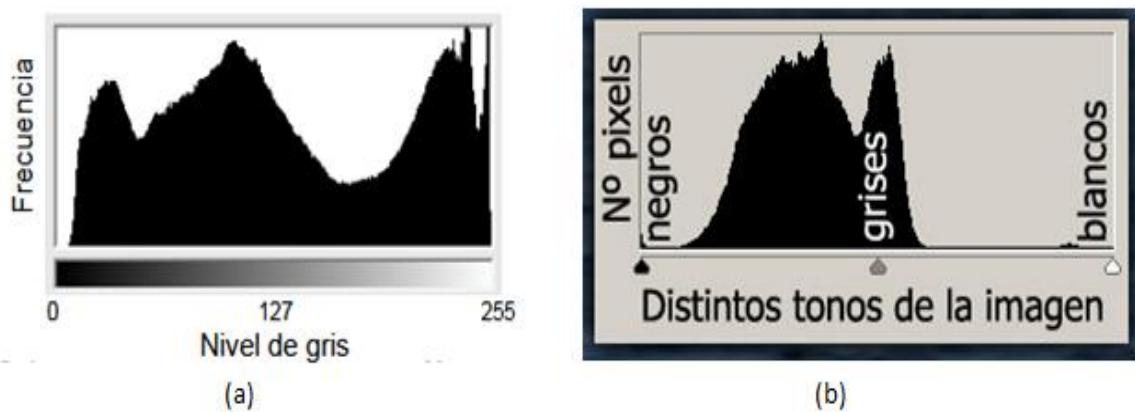 Frecuencia
0 127 255
Nivel de gris
(a)
Nº pixels
negros
grises
blancos
Distintos tonos de la imagen
(b)